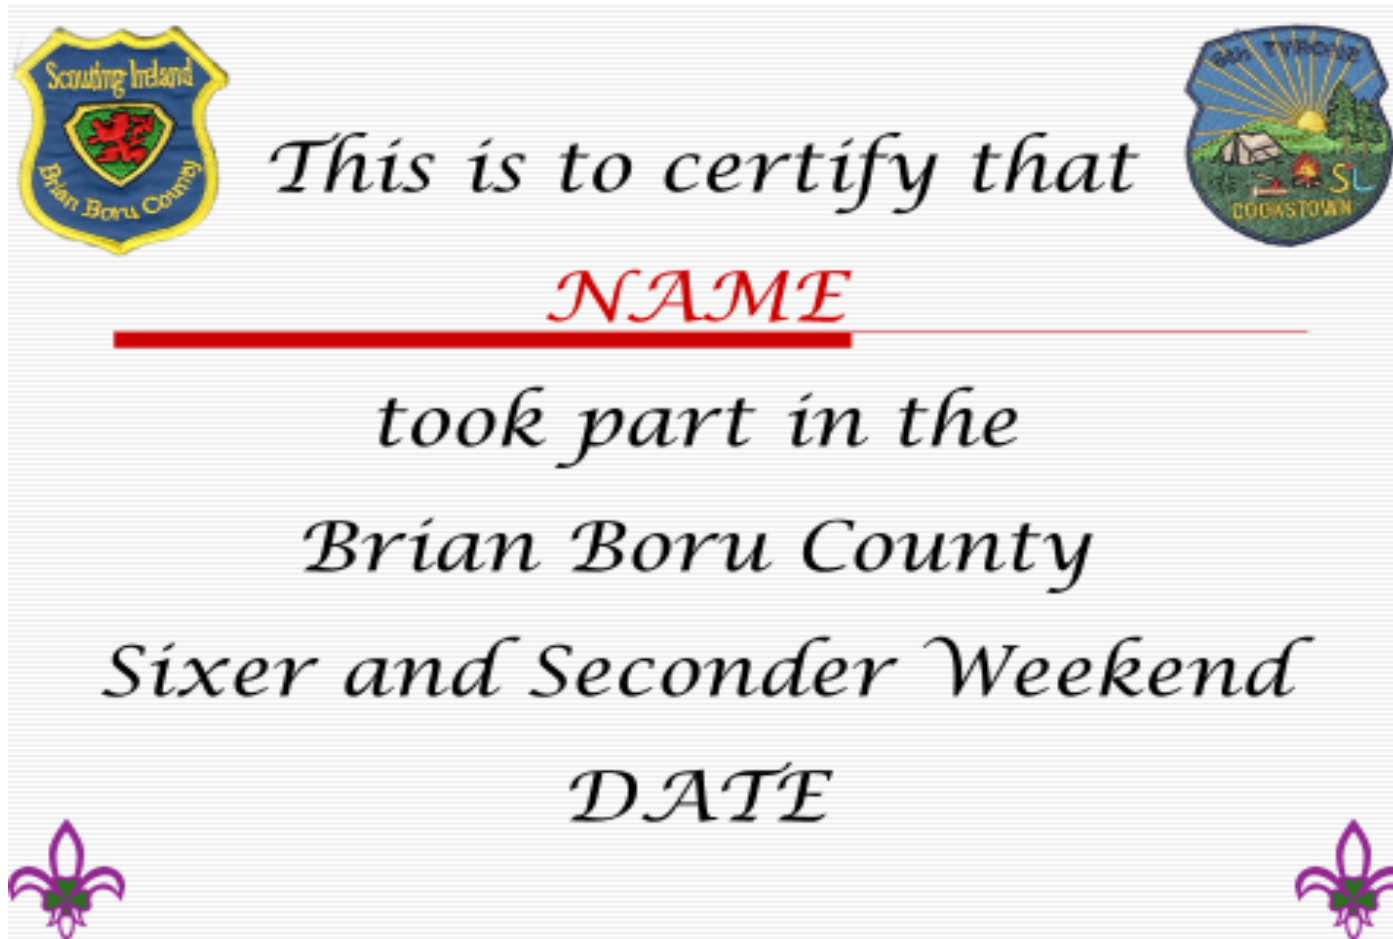 Scouting Ireland
Brian Boru County
6th TYRONE
SL
COOKSTOWN
This is to certify that
NAME
took part in the
Brian Boru County
Sixer and Seconder Weekend
DATE